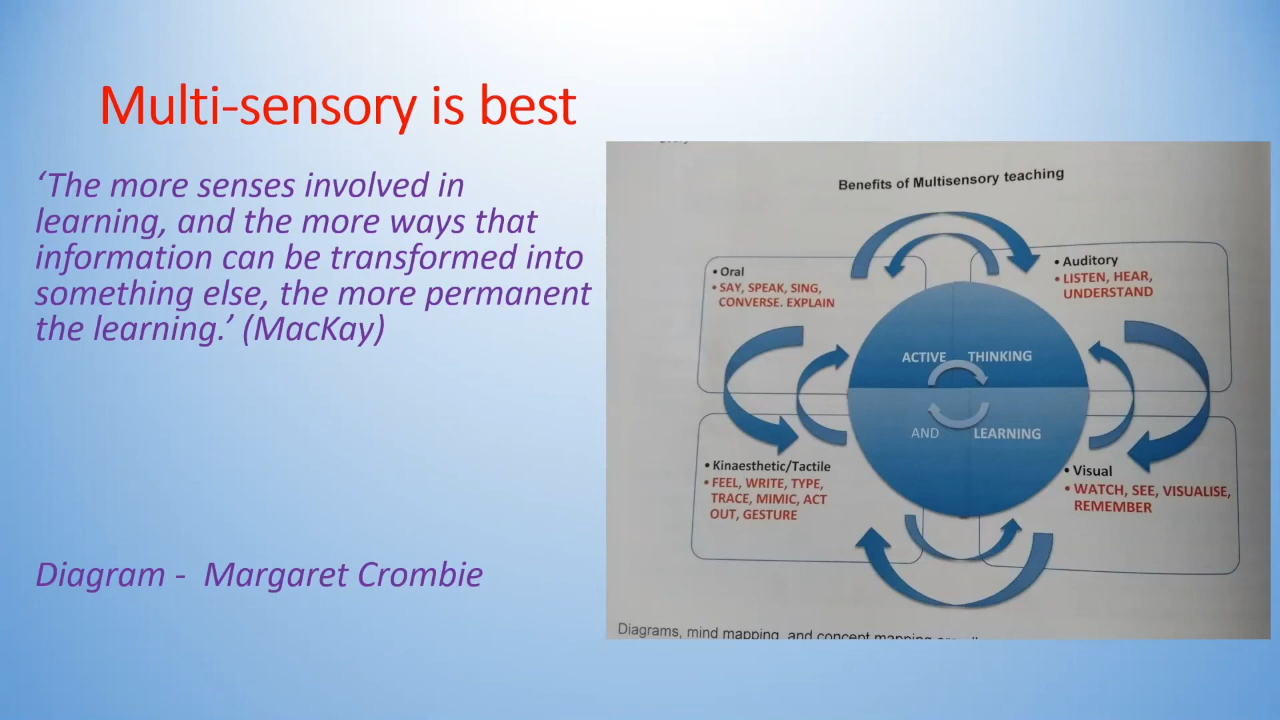 Multi-sensory is best
‘The more senses involved in
learning, and the more ways that
information can be transformed into
something else, the more permanent
the learning.’ (MacKay)
Diagram - Margaret Crombie
Benefits of Multisensory teaching
• Oral
• SAY, SPEAK, SING,
CONVERSE. EXPLAIN
• Auditory
• LISTEN, HEAR,
UNDERSTAND
ACTIVE THINKING
AND LEARNING
• Kinaesthetic/Tactile
• FEEL, WRITE, TYPE,
TRACE, MIMIC, ACT
OUT, GESTURE
• Visual
• WATCH, SEE, VISUALISE,
REMEMBER
Diagrams, mind mapping, and concept mapping